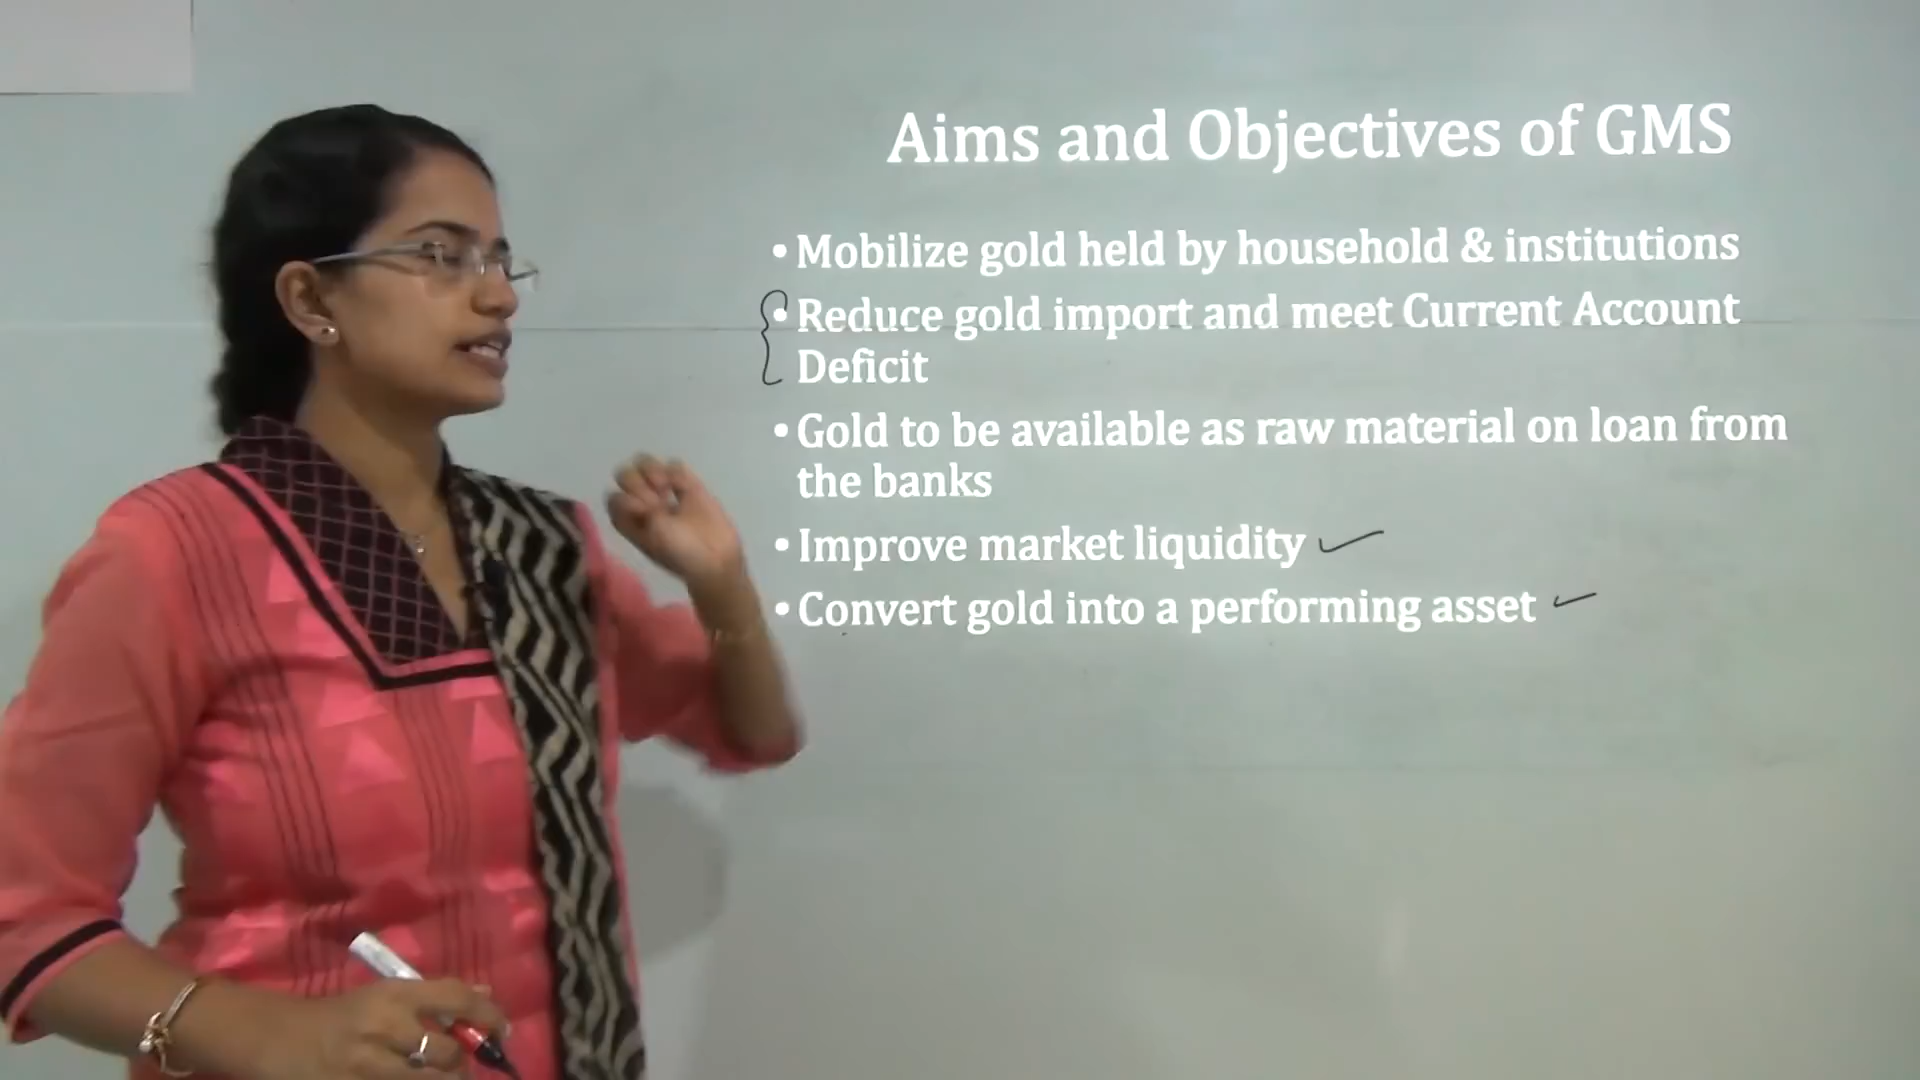 Aims and Objectives of GMS
• Mobilize gold held by household & institutions
• Reduce gold import and meet Current Account
Deficit
• Gold to be available as raw material on loan from
the banks
• Improve market liquidity
• Convert gold into a performing asset